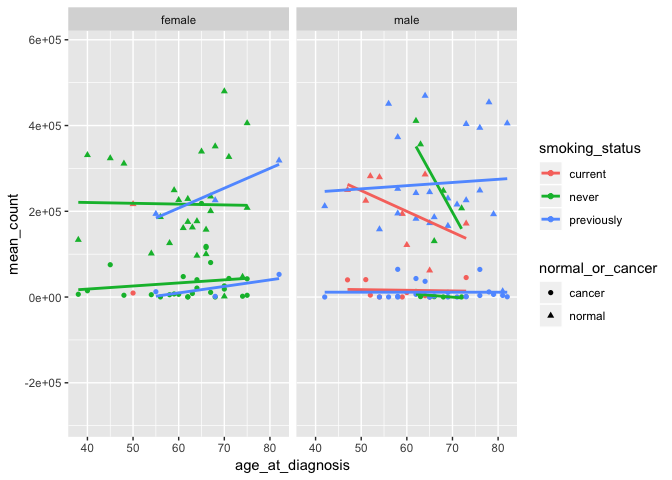 female
male
6e+05
4e+05
2e+05
0e+00
-2e+05
mean_count
40
50
60
70
80
40
50
60
70
80
age_at_diagnosis
smoking_status
current
never
previously
normal_or_cancer
cancer
normal